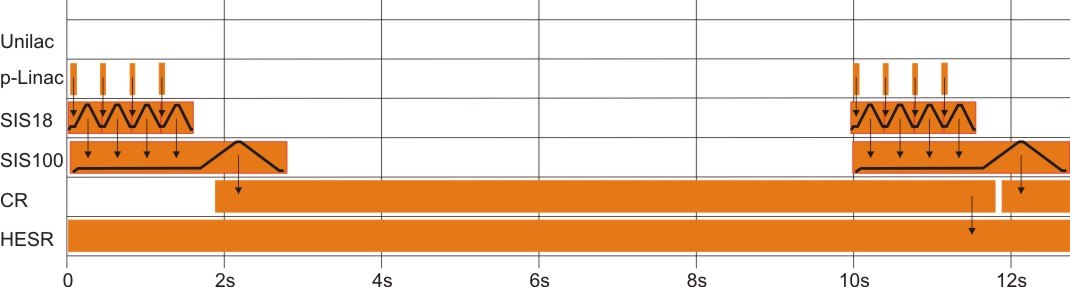 Unilac
p-Linac
SIS18
SIS100
CR
HESR
0 2s 4s 6s 8s 10s 12s